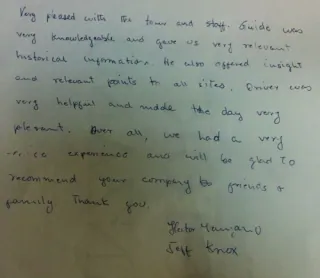 Very pleased with the tour and staff. Guide was
very knowledgeable and gave us very relevant
historical information. He also offered insight
and relevant points to all sites. Driver was
very helpful and made the day very
plesant. Over all, we had a very
nice experience and will be glad to
recommend your company to friends &
family Thank you.
Jeff Knox